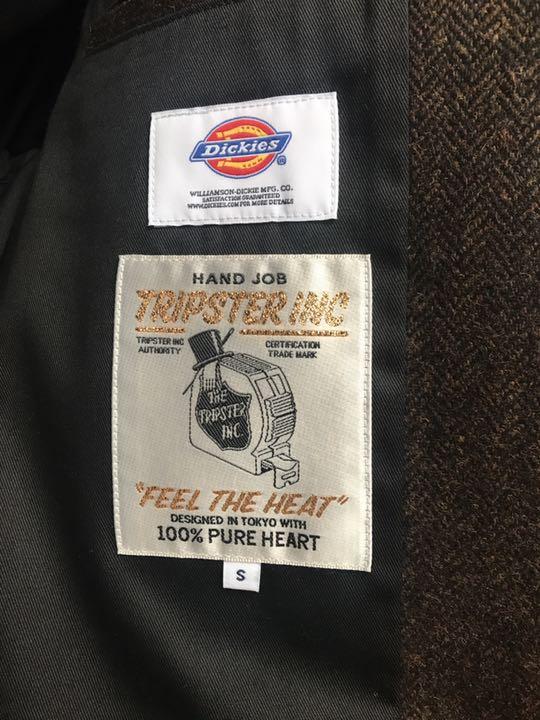 Dickies
®
WILLIAMSON-DICKIE MFG. CO.
SATISFACTION GUARANTEED
WWW.DICKIES.COM FOR MORE DETAILS
HAND JOB
TRIPSTER INC
TRIPSTER INC
AUTHORITY
CERTIFICATION
TRADE MARK
THE
TRIPSTER
INC.
"FEEL THE HEAT"
DESIGNED IN TOKYO WITH
100% PURE HEART
S